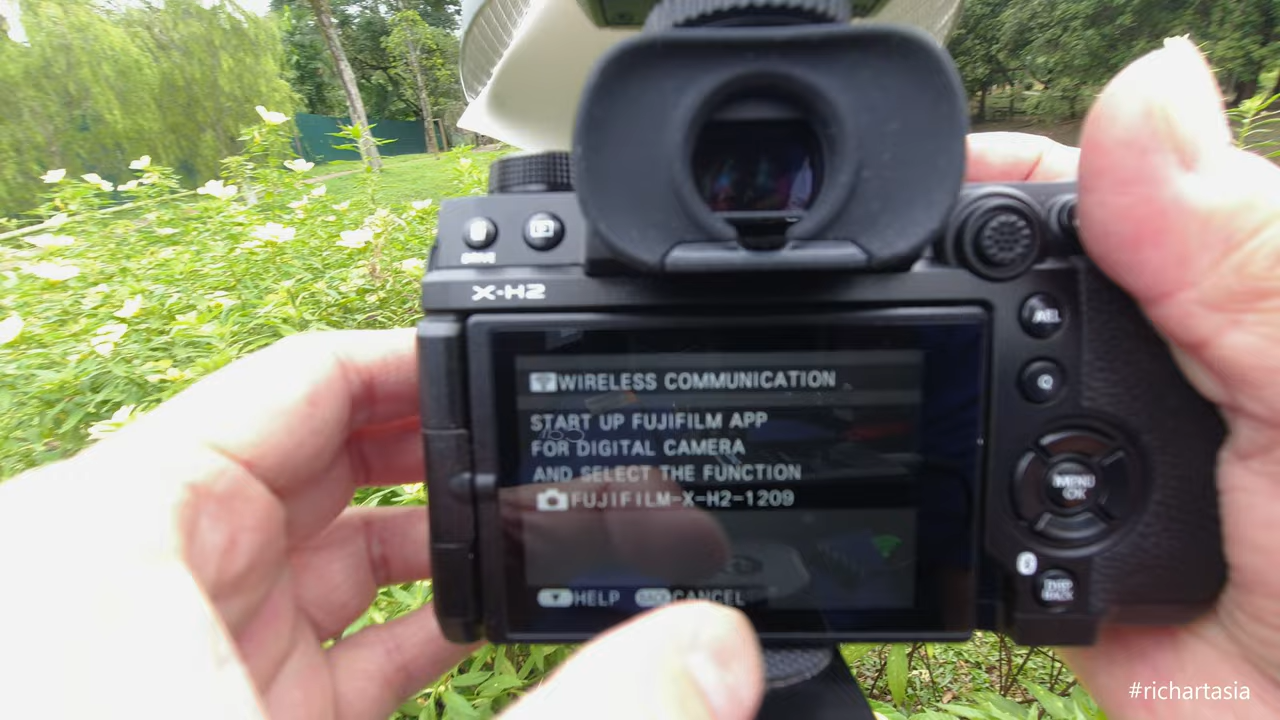 DRIVE
X-H2
AEL
Q
WIRELESS COMMUNICATION
START UP FUJIFILM APP
FOR DIGITAL CAMERA
AND SELECT THE FUNCTION
FUJIFILM-X-H2-1209
MENU
OK
HELP BACK CANCEL
DISP
BACK
#richartasia